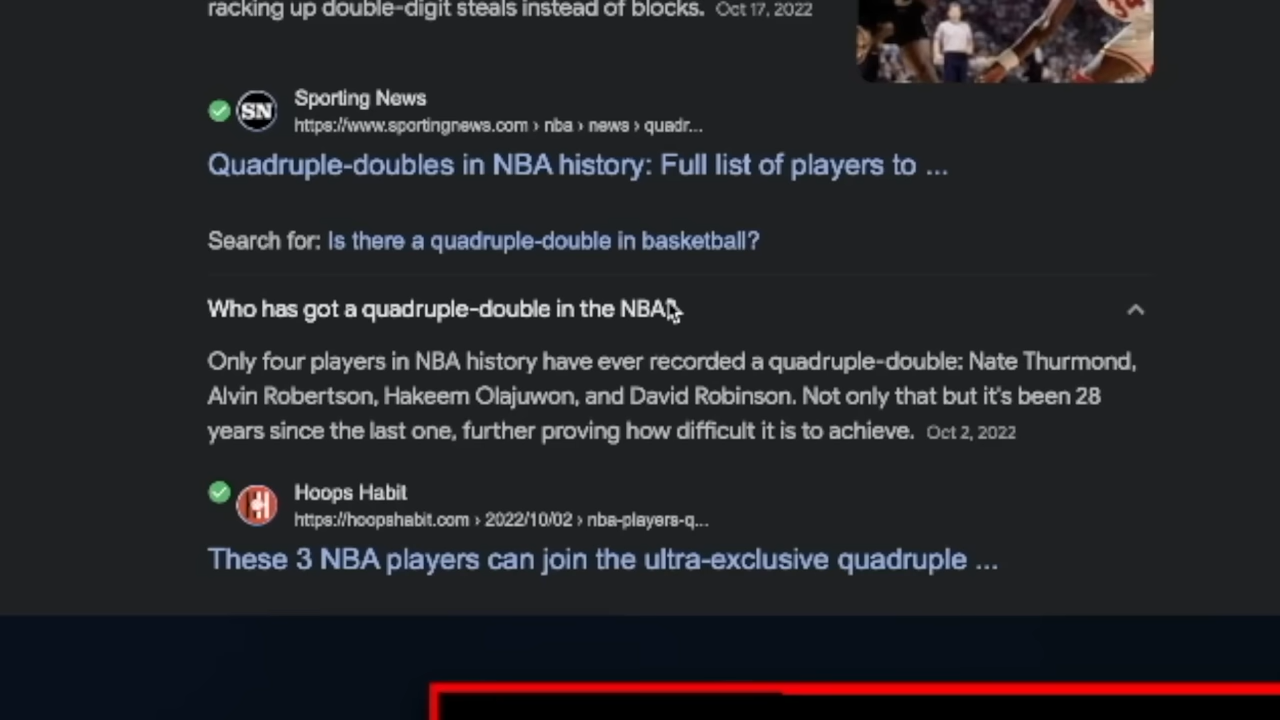 racking up double-digit steals instead of blocks. Oct 17, 2022
34
SN
Sporting News
https://www.sportingnews.com › nba › news › quadr...
Quadruple-doubles in NBA history: Full list of players to ...
Search for: Is there a quadruple-double in basketball?
Who has got a quadruple-double in the NBA
Only four players in NBA history have ever recorded a quadruple-double: Nate Thurmond,
Alvin Robertson, Hakeem Olajuwon, and David Robinson. Not only that but it's been 28
years since the last one, further proving how difficult it is to achieve. Oct 2, 2022
H
Hoops Habit
https://hoopshabit.com › 2022/10/02 › nba-players-q...
These 3 NBA players can join the ultra-exclusive quadruple ...